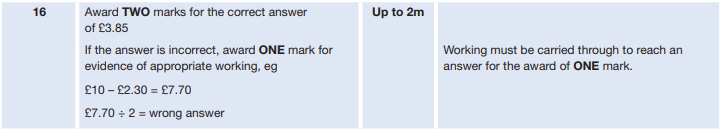 16
Award TWO marks for the correct answer
of £3.85
Up to 2m
If the answer is incorrect, award ONE mark for
evidence of appropriate working, eg
£10 – £2.30 = £7.70
£7.70 ÷ 2 = wrong answer
Working must be carried through to reach an
answer for the award of ONE mark.